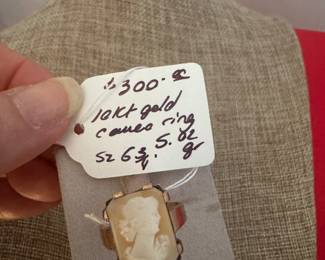 $300.00
10kt gold
cameo ring
sz 6 3/4. 5.02
gr